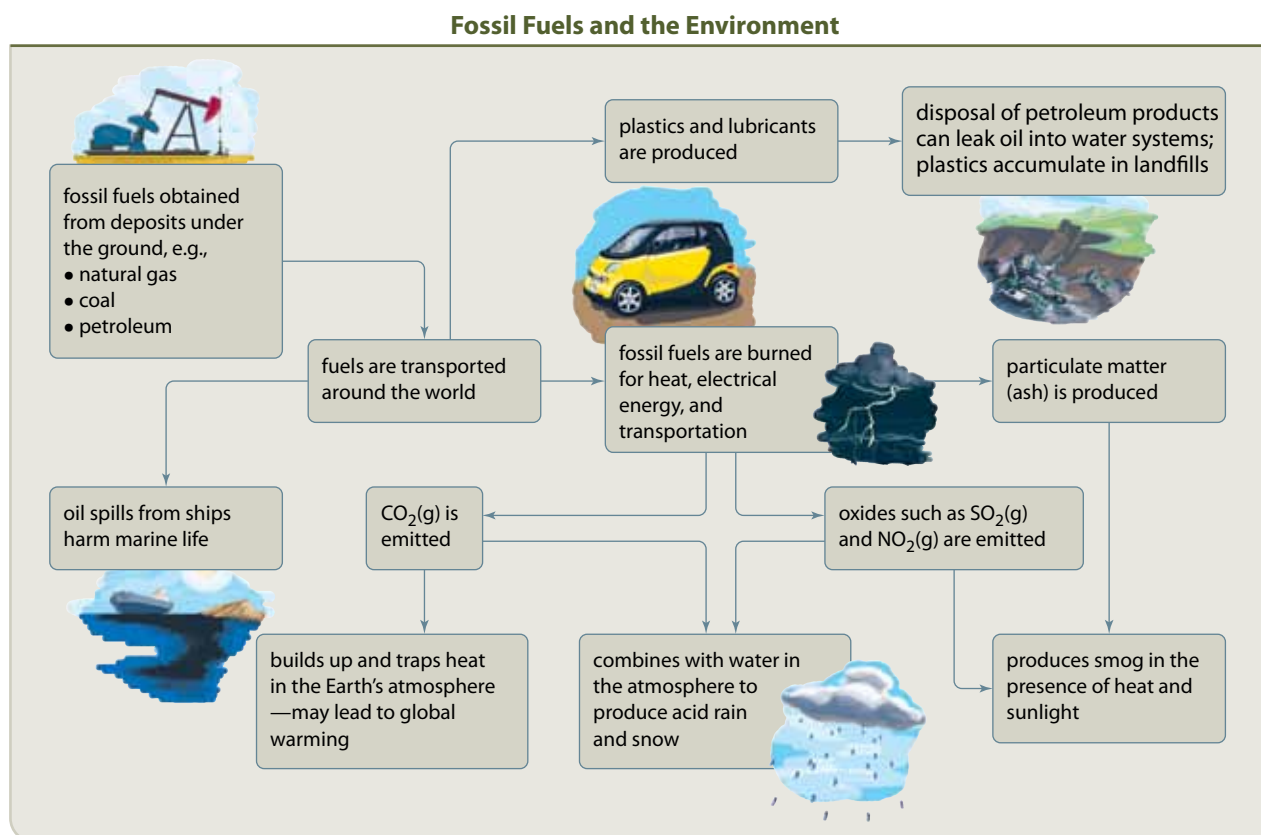 Fossil Fuels and the Environment
fossil fuels obtained
from deposits under
the ground, e.g.,
• natural gas
• coal
• petroleum
fuels are transported
around the world
plastics and lubricants
are produced
disposal of petroleum products
can leak oil into water systems;
plastics accumulate in landfills
fossil fuels are burned
for heat, electrical
energy, and
transportation
particulate matter
(ash) is produced
oil spills from ships
harm marine life
CO₂(g) is
emitted
oxides such as SO₂(g)
and NO₂(g) are emitted
builds up and traps heat
in the Earth’s atmosphere
—may lead to global
warming
combines with water in
the atmosphere to
produce acid rain
and snow
produces smog in the
presence of heat and
sunlight